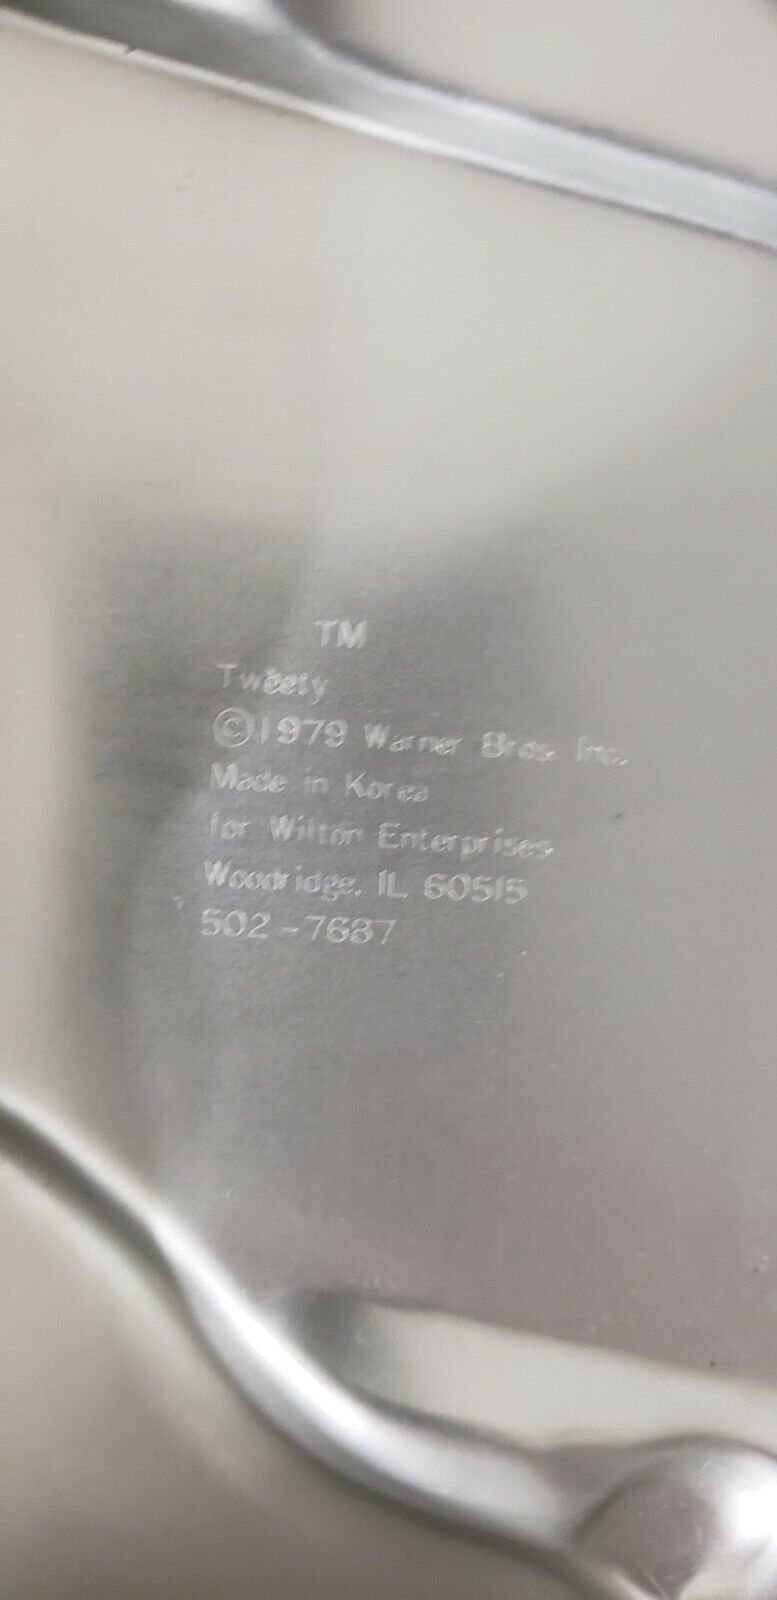 TM
Tweety
©1979 Warner Bros. Inc.
Made in Korea
for Wilton Enterprises
Woodridge, IL 60515
502-7687